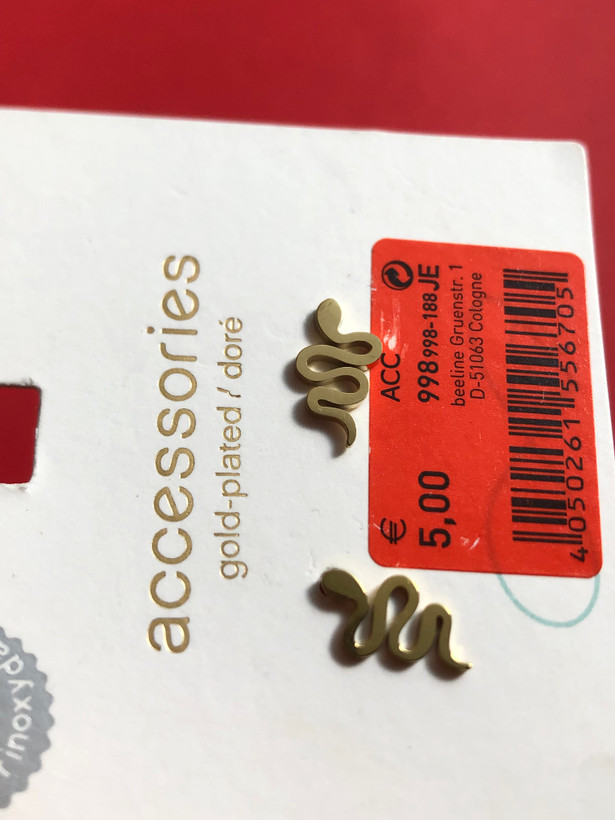 accessories
gold-plated / doré
ACC
998 998-188 JE
beeline Gruenstr. 1
D-51063 Cologne
€ 5,00
4 050261 556705